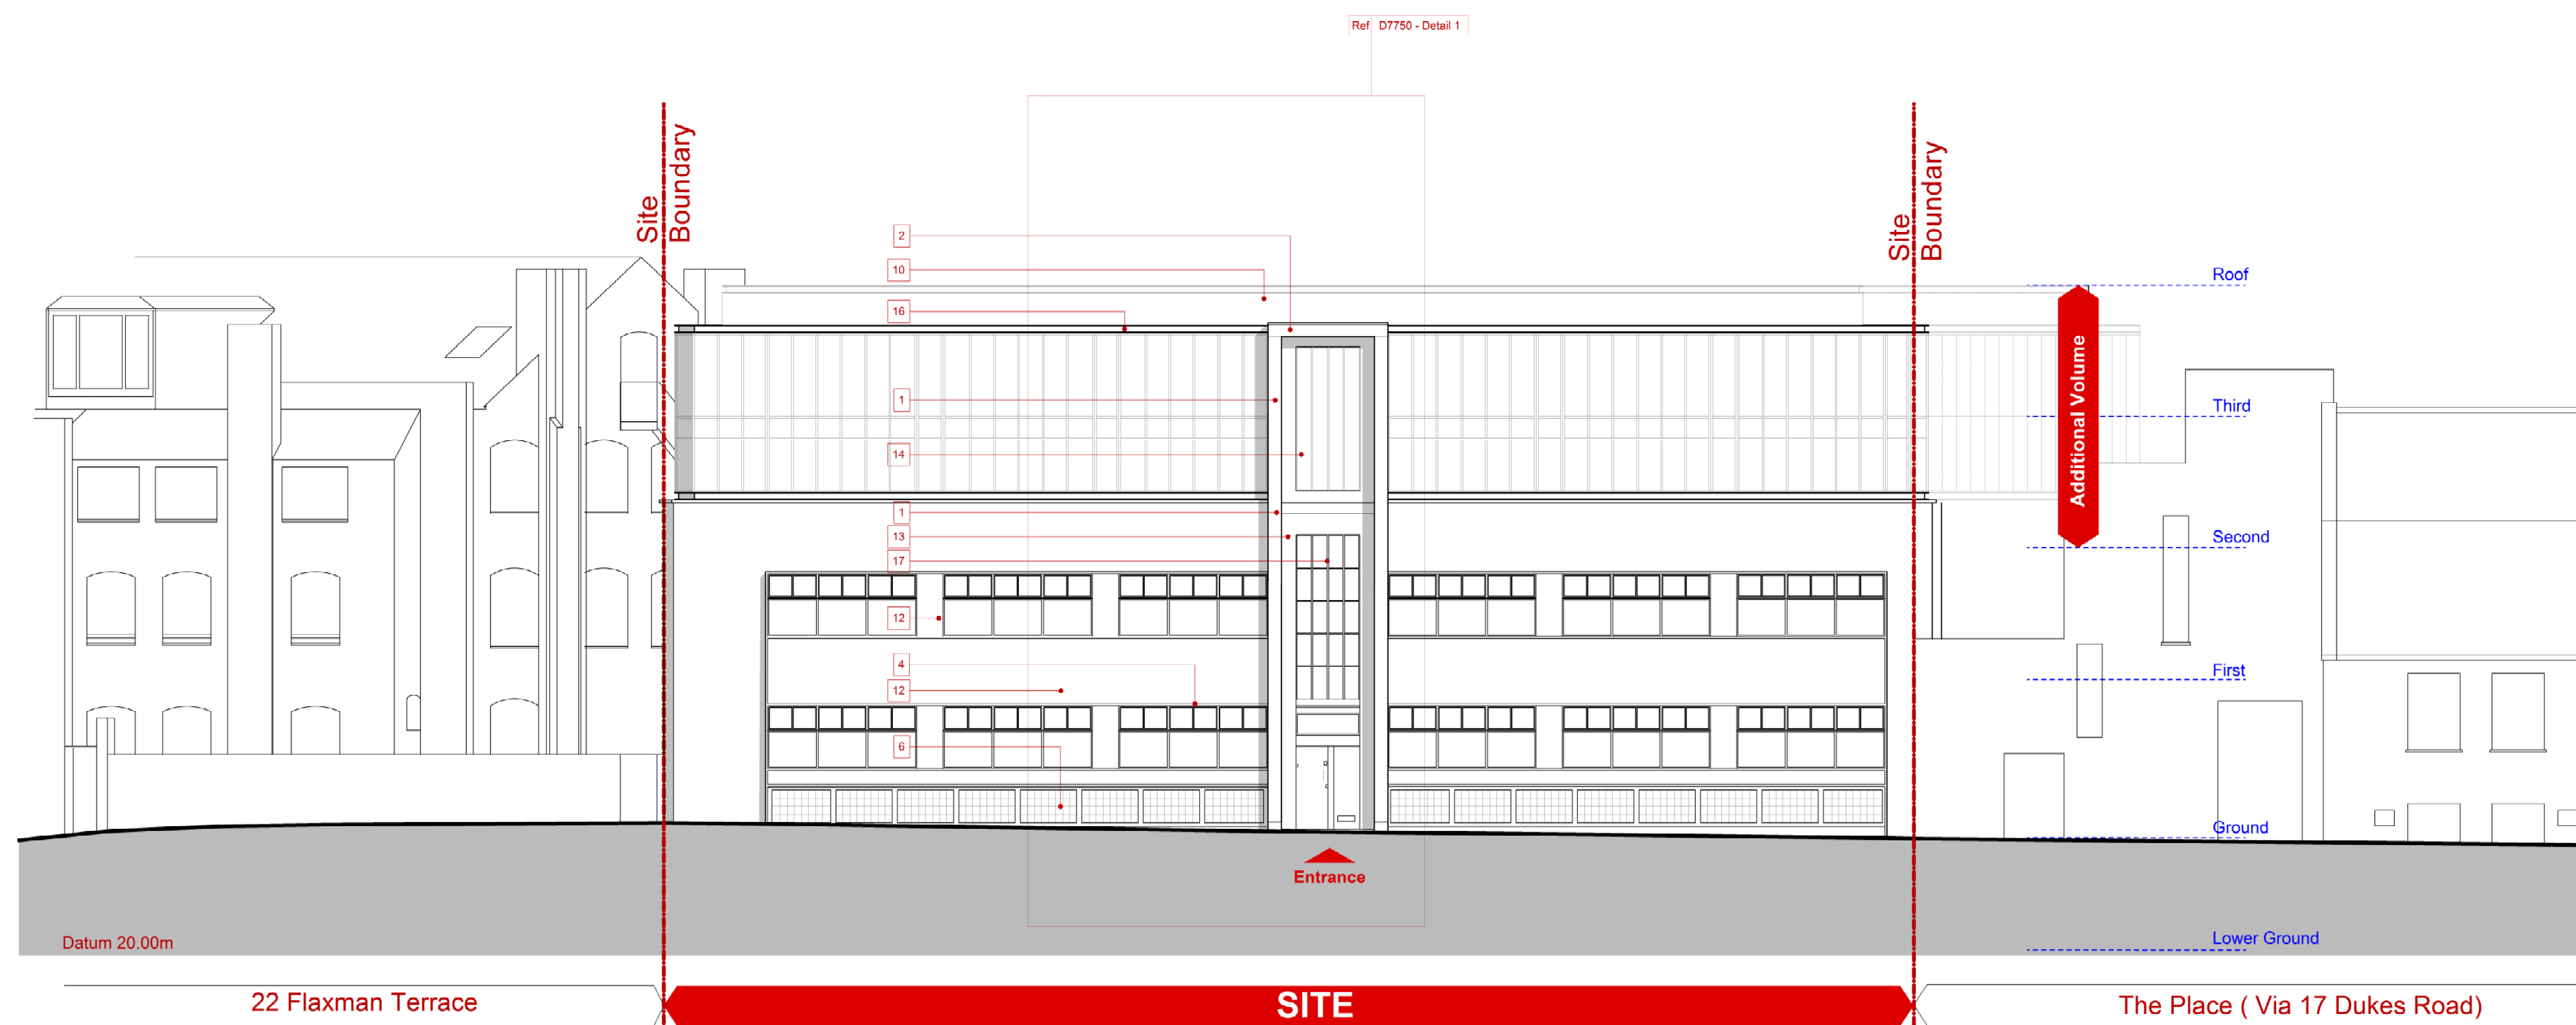 Ref D7750 - Detail 1
Site
Boundary
Site
Boundary
2
10
16
1
14
1
13
17
12
4
12
6
Roof
Third
Second
First
Ground
Lower Ground
Additional Volume
Entrance
Datum 20.00m
22 Flaxman Terrace
SITE
The Place ( Via 17 Dukes Road)